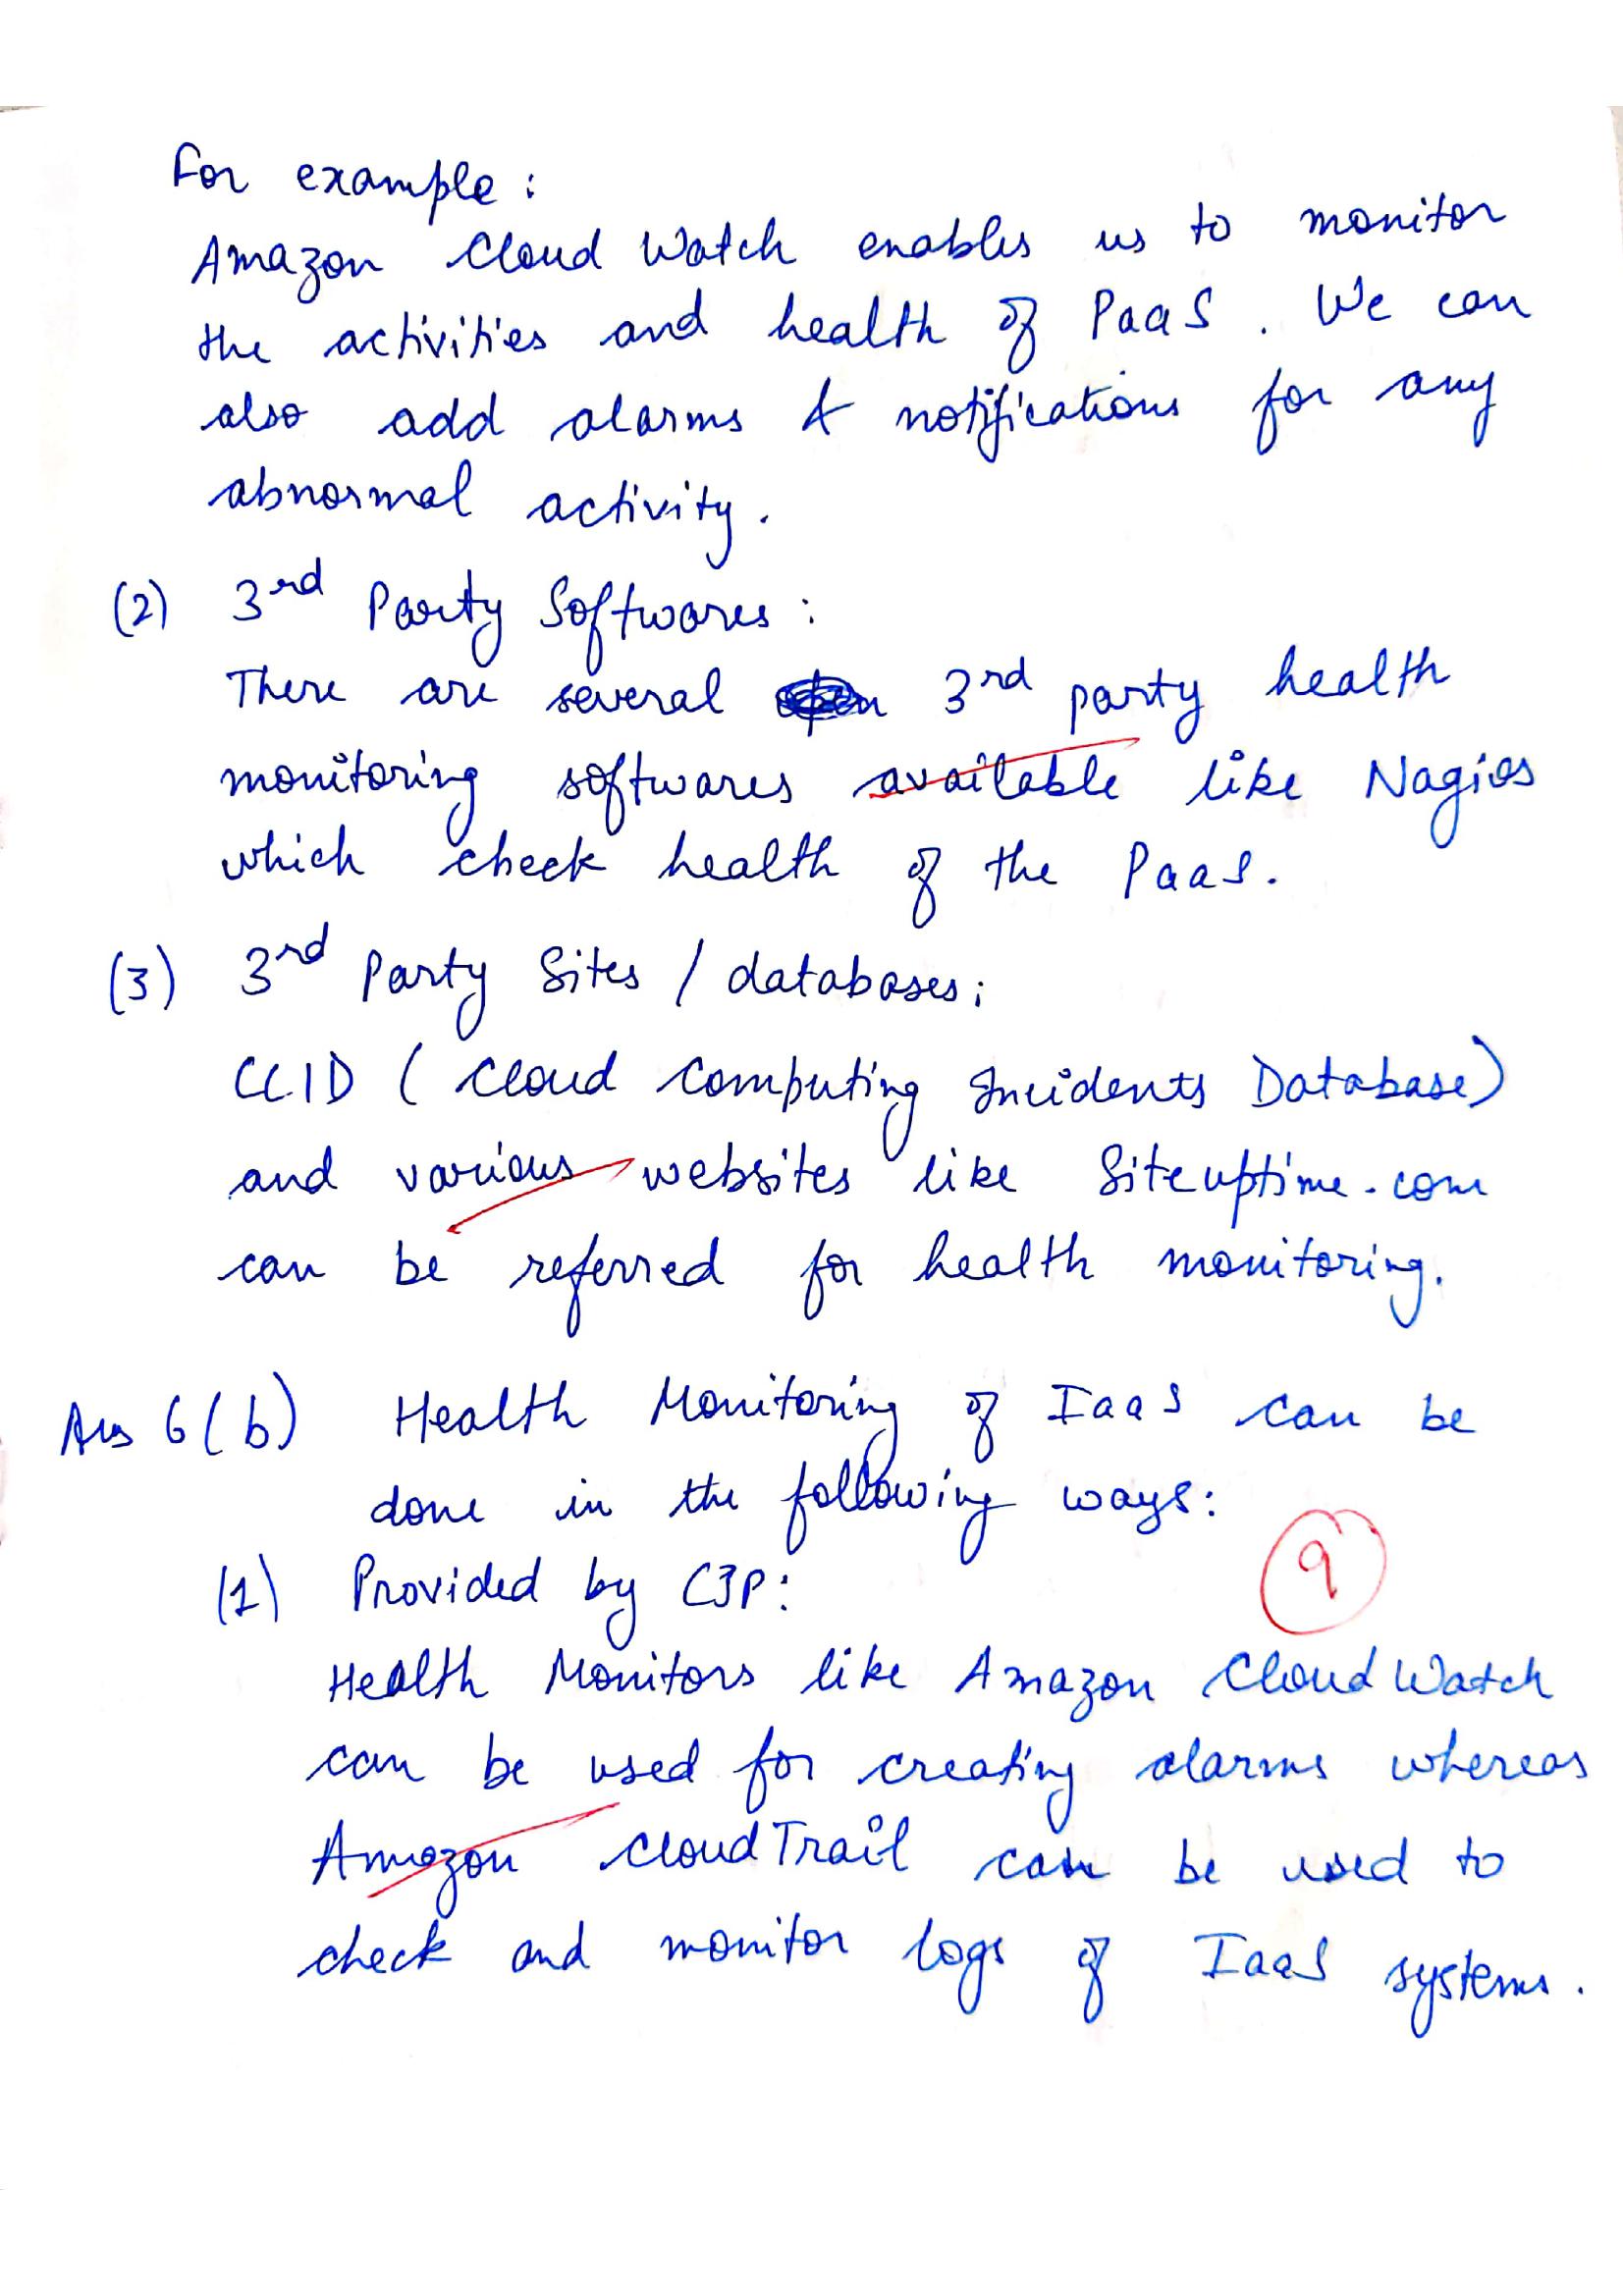 For example :
Amazon Cloud Watch enables us to monitor
the activities and health of PaaS. We can
also add alarms & notifications for any
abnormal activity.
(2) 3rd Party Softwares :
There are several 3rd party health
monitoring softwares available like Nagios
which check health of the PaaS.
(3) 3rd Party Sites / databases:
CCID ( Cloud Computing Incidents Database)
and various websites like Siteuptime.com
can be referred for health monitoring.
Ans 6(b) Health Monitoring of IaaS can be
done in the following ways:
9
(1) Provided by CSP:
Health Monitors like Amazon CloudWatch
can be used for creating alarms whereas
Amazon CloudTrail can be used to
check and monitor logs of IaaS systems.